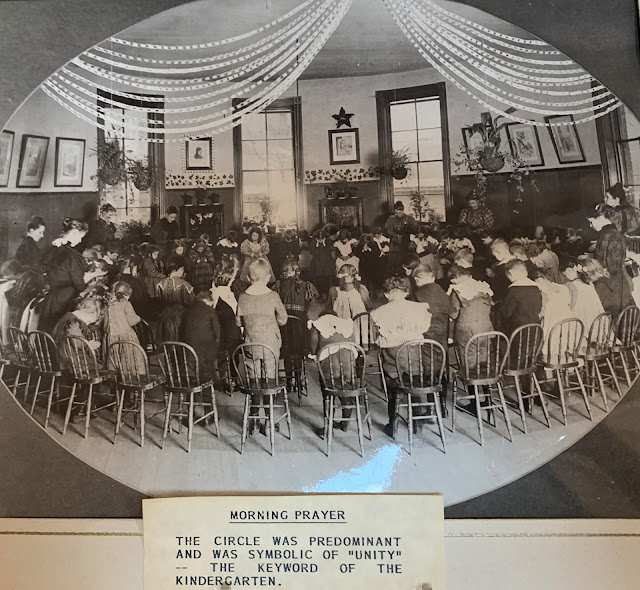 MORNING PRAYER
THE CIRCLE WAS PREDOMINANT
AND WAS SYMBOLIC OF "UNITY"
-- THE KEYWORD OF THE
KINDERGARTEN.